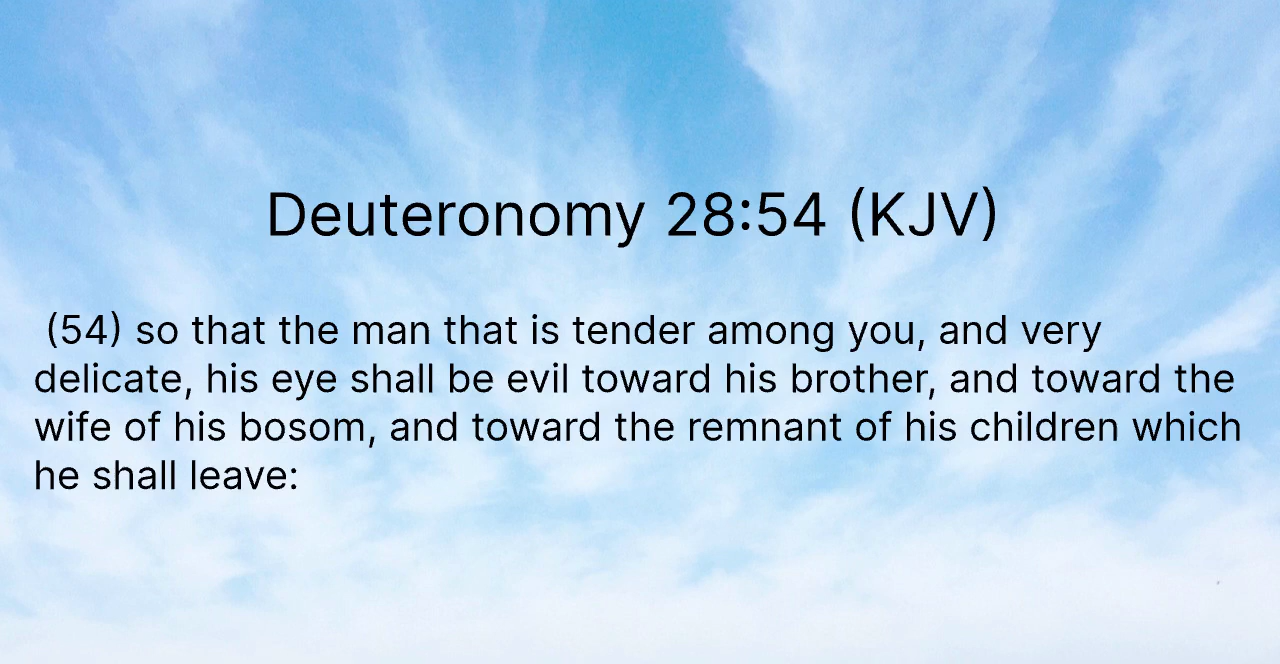 Deuteronomy 28:54 (KJV)
(54) so that the man that is tender among you, and very
delicate, his eye shall be evil toward his brother, and toward the
wife of his bosom, and toward the remnant of his children which
he shall leave: